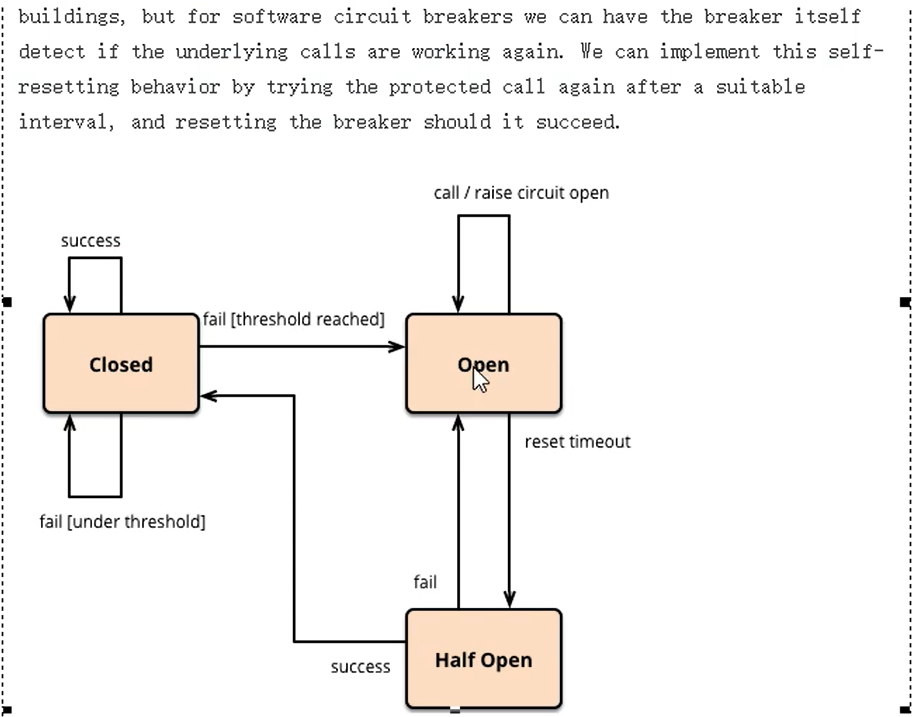 buildings, but for software circuit breakers we can have the breaker itself
detect if the underlying calls are working again. We can implement this self-
resetting behavior by trying the protected call again after a suitable
interval, and resetting the breaker should it succeed.
call / raise circuit open
success
fail [threshold reached]
Closed
Open
reset timeout
fail [under threshold]
fail
Half Open
success